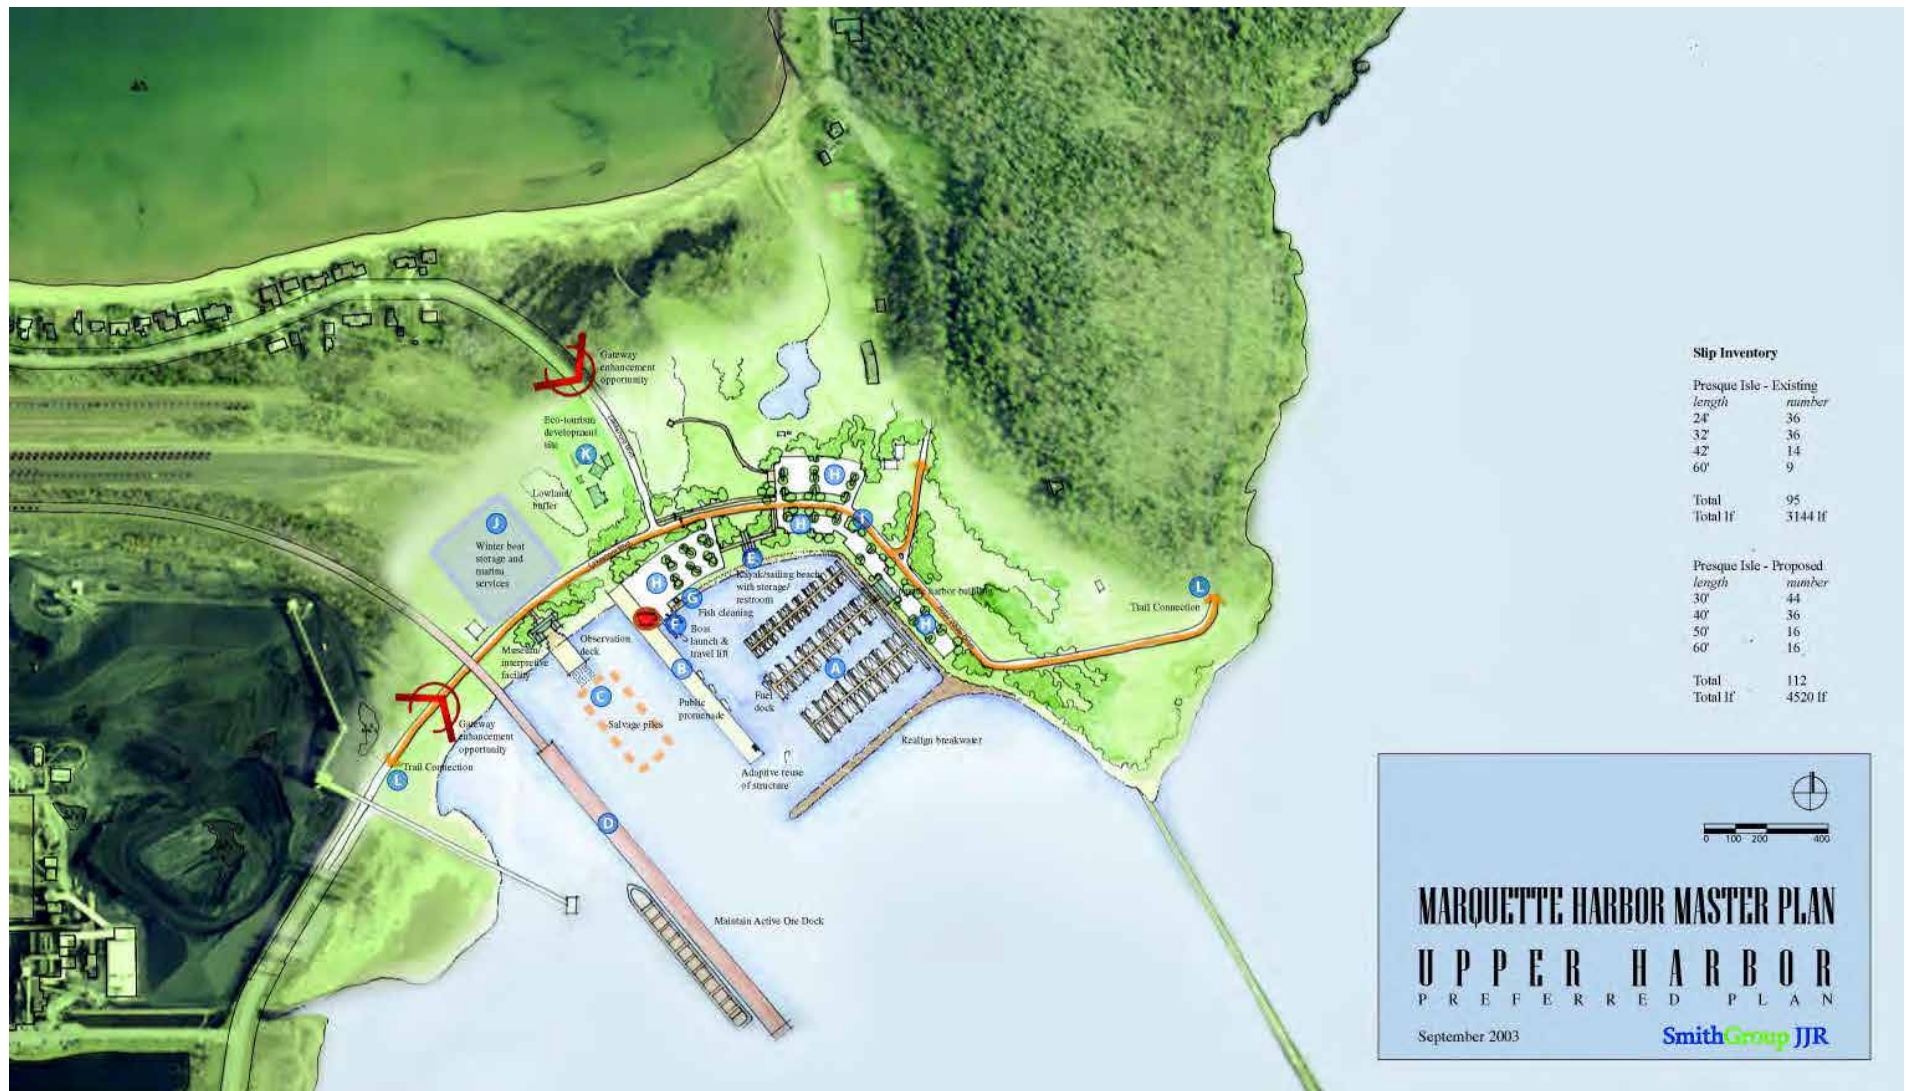 Gateway
enhancement
opportunity
Eco-tourism
development
site
K
Lowland/
buffer
J
Winter boat
storage and
marina
services
H
H
I
E
Kayak/sailing beach
with storage/
restroom
H
G
Fish cleaning
F
Boat
launch &
travel lift
harbor building
H
L
Trail Connection
Observation
deck
Museum/
interpretive
facility
B
A
C
Public
promenade
Fuel
dock
Salvage piles
Gateway
enhancement
opportunity
Realign breakwater
Trail Connection
L
Adaptive reuse
of structure
D
Maintain Active Ore Dock
Slip Inventory
Presque Isle - Existing
length number
24' 36
32' 36
42' 14
60' 9
Total 95
Total lf 3144 lf
Presque Isle - Proposed
length number
30' 44
40' 36
50' 16
60' 16
Total 112
Total lf 4520 lf
0 100 200 400
MARQUETTE HARBOR MASTER PLAN
UPPER HARBOR
PREFERRED PLAN
September 2003
SmithGroup JJR